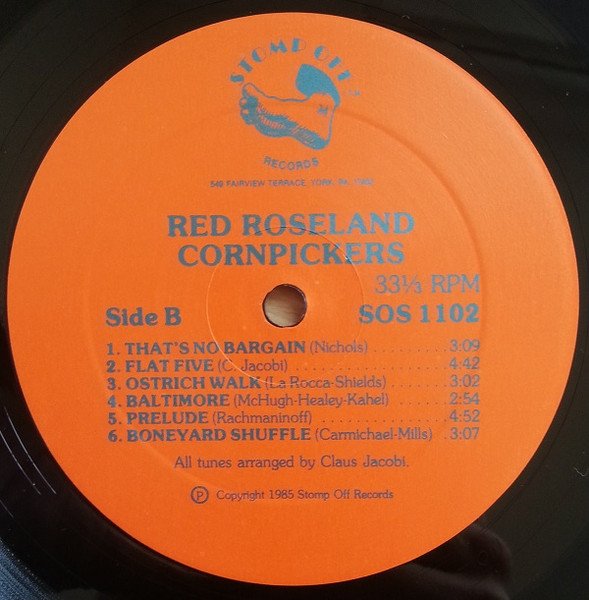 STOMP OFF
RECORDS
549 FAIRVIEW TERRACE, YORK, PA. 17403
RED ROSELAND
CORNPICKERS
33⅓ RPM
Side B SOS 1102
1. THAT'S NO BARGAIN (Nichols) . . . . . . . . . 3:09
2. FLAT FIVE (C. Jacobi) . . . . . . . . . . . . . . . 4:42
3. OSTRICH WALK (La Rocca-Shields) . . . . . . . . 3:02
4. BALTIMORE (McHugh-Healey-Kahel) . . . . . 2:54
5. PRELUDE (Rachmaninoff) . . . . . . . . . . . . . 4:52
6. BONEYARD SHUFFLE (Carmichael-Mills) . 3:07
All tunes arranged by Claus Jacobi.
Ⓟ Copyright 1985 Stomp Off Records